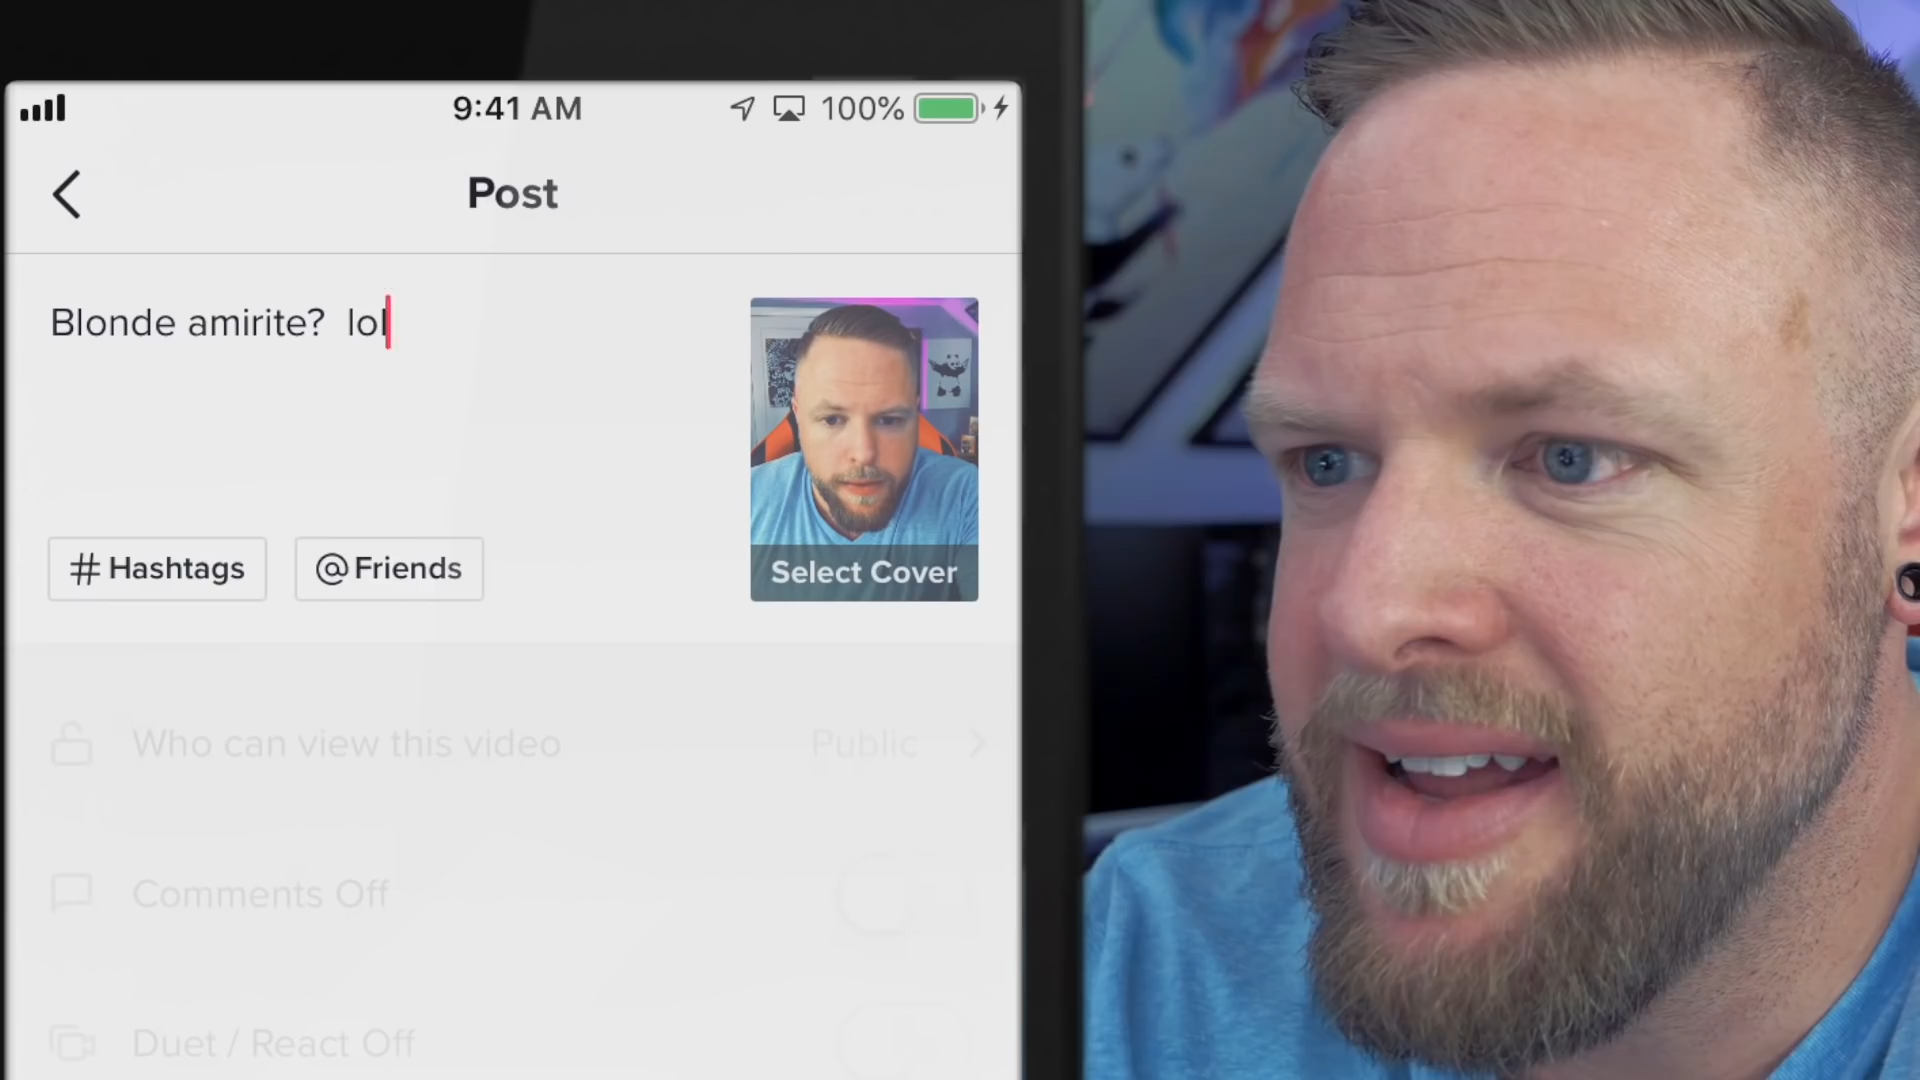 9:41 AM 100%
Post
Blonde amirite?  lol
#Hashtags @Friends
Select Cover
Who can view this video Public
Comments Off
Duet / React Off